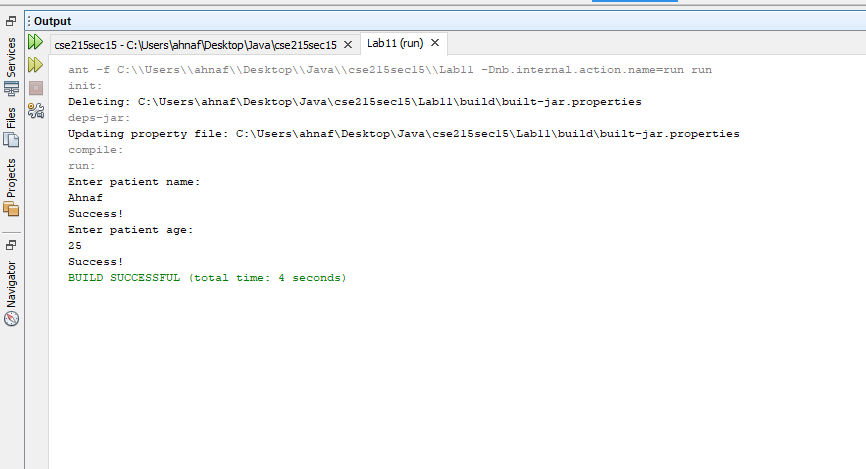 Output
cse215sec15 - C:\Users\ahnaf\Desktop\Java\cse215sec15
Lab11 (run)
Services
Files
Projects
Navigator
ant -f C:\\Users\\ahnaf\\Desktop\\Java\\cse215sec15\\Lab11 -Dnb.internal.action.name=run run
init:
Deleting: C:\Users\ahnaf\Desktop\Java\cse215sec15\Lab11\build\built-jar.properties
deps-jar:
Updating property file: C:\Users\ahnaf\Desktop\Java\cse215sec15\Lab11\build\built-jar.properties
compile:
run:
Enter patient name:
Ahnaf
Success!
Enter patient age:
25
Success!
BUILD SUCCESSFUL (total time: 4 seconds)